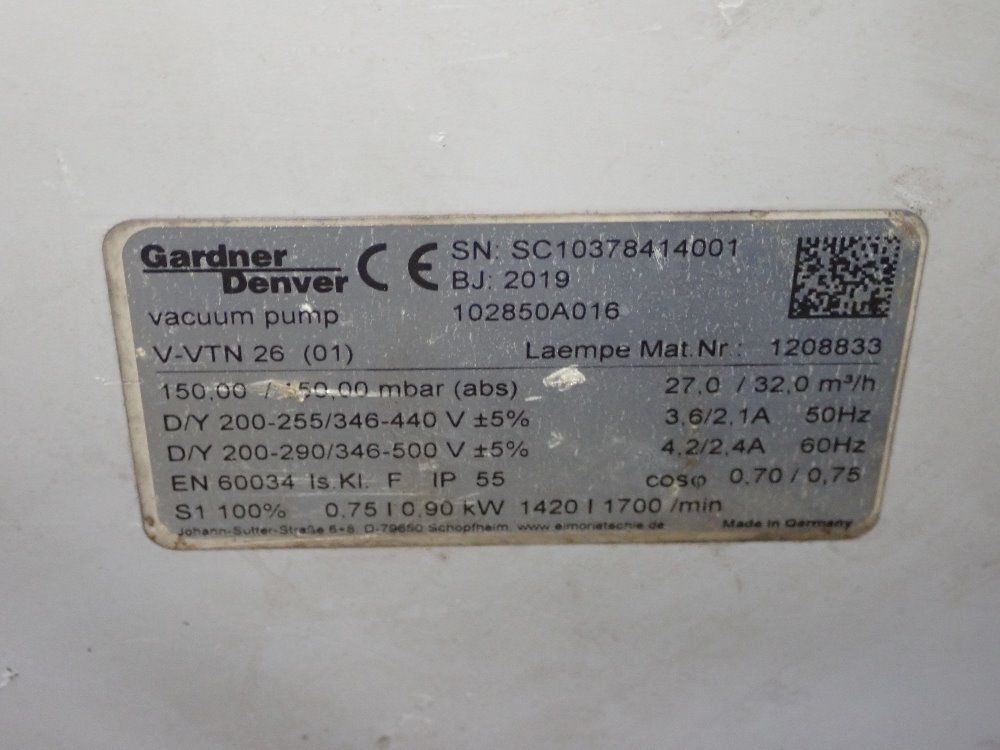 Gardner
Denver
CE
SN: SC10378414001
BJ: 2019
vacuum pump
102850A016
V-VTN 26 (01) Laempe Mat.Nr.: 1208833
150,00 / 150,00 mbar (abs) 27,0 / 32,0 m³/h
D/Y 200-255/346-440 V ±5% 3,6/2,1A 50Hz
D/Y 200-290/346-500 V ±5% 4,2/2,4A 60Hz
EN 60034 Is.Kl. F IP 55 cosφ 0,70 / 0,75
S1 100% 0,75 I 0,90 kW 1420 I 1700 /min
Johann-Sutter-Straße 6+8, D-79650 Schopfheim www.elmorietschle.de Made in Germany